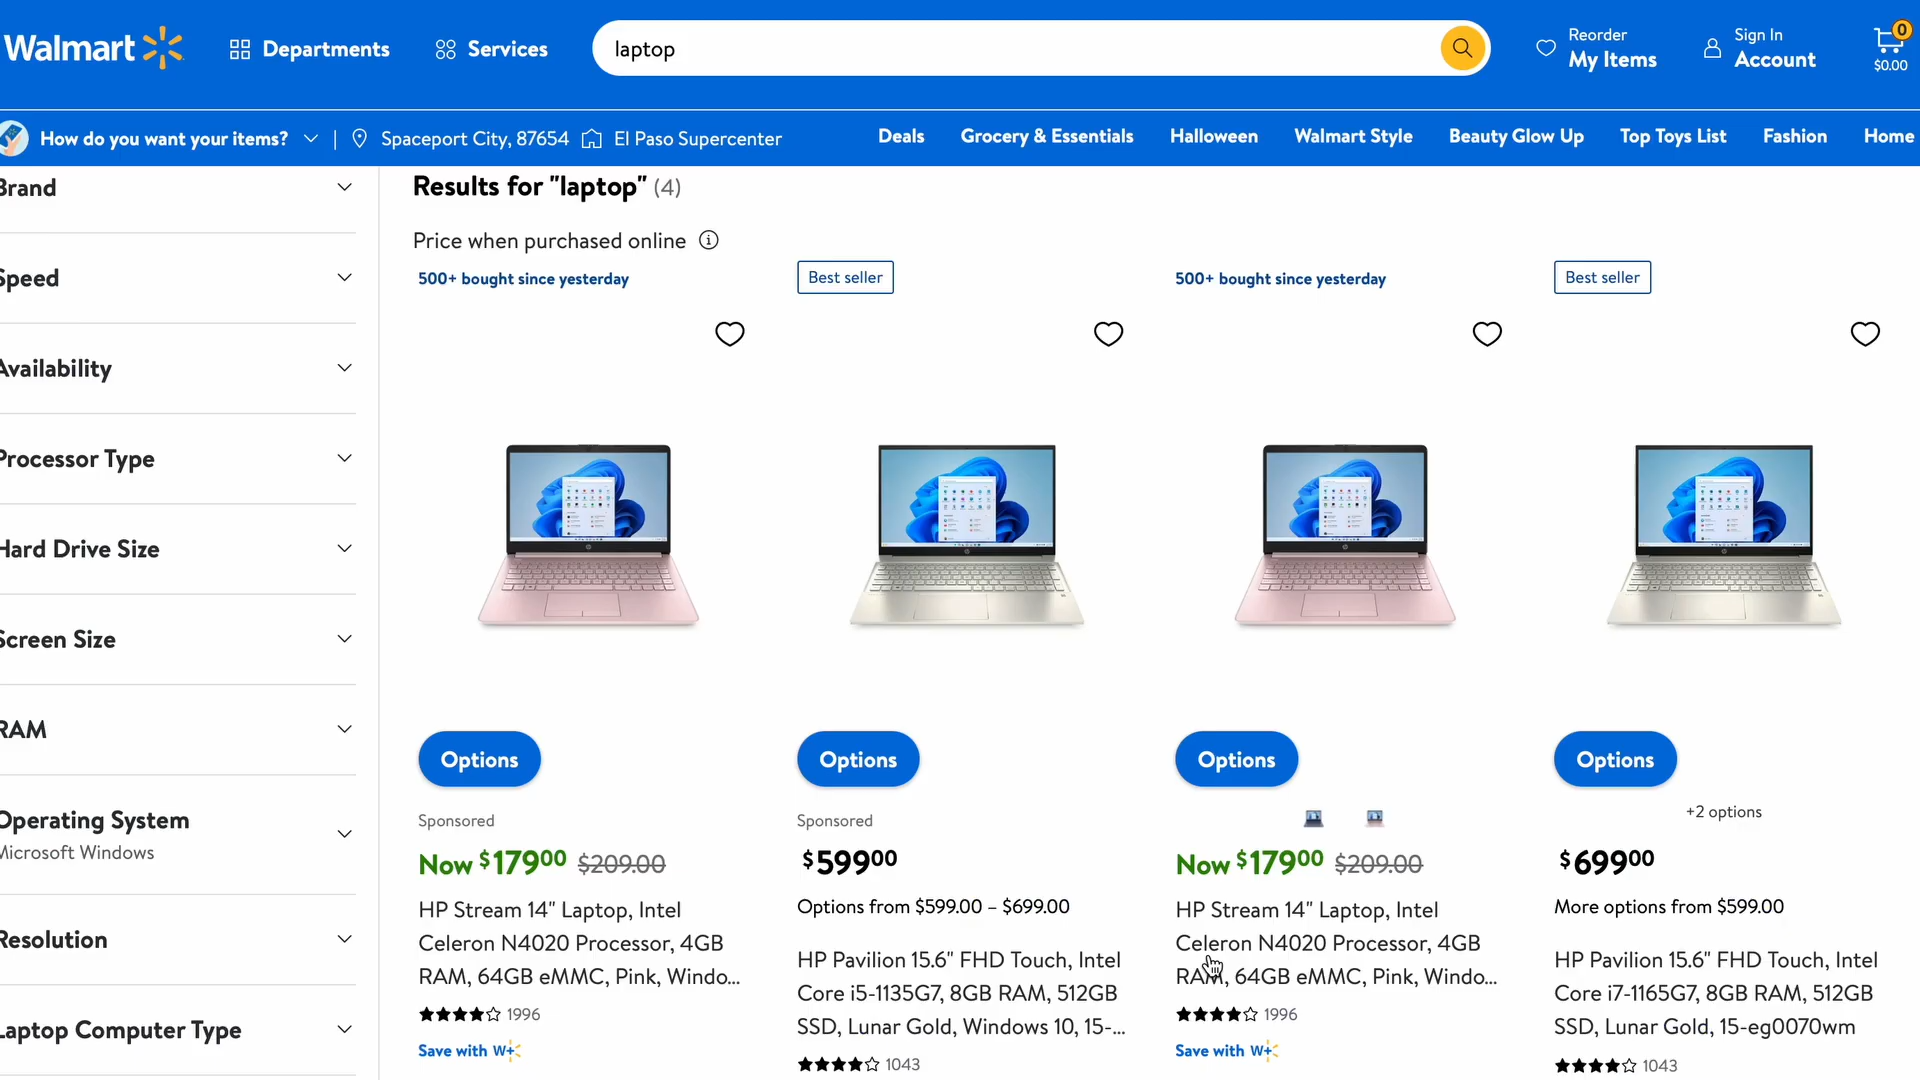 Walmart
Departments
Services
laptop
Reorder
My Items
Sign In
Account
0
$0.00
How do you want your items?
Spaceport City, 87654
El Paso Supercenter
Deals
Grocery & Essentials
Halloween
Walmart Style
Beauty Glow Up
Top Toys List
Fashion
Home
Brand
Speed
Availability
Processor Type
Hard Drive Size
Screen Size
RAM
Operating System
Microsoft Windows
Resolution
Laptop Computer Type
Results for "laptop" (4)
Price when purchased online
500+ bought since yesterday
Options
Sponsored
Now $179.00 $209.00
HP Stream 14" Laptop, Intel
Celeron N4020 Processor, 4GB
RAM, 64GB eMMC, Pink, Windo...
1996
Save with W+
Best seller
Options
Sponsored
$599.00
Options from $599.00 – $699.00
HP Pavilion 15.6" FHD Touch, Intel
Core i5-1135G7, 8GB RAM, 512GB
SSD, Lunar Gold, Windows 10, 15-...
1043
500+ bought since yesterday
Options
Now $179.00 $209.00
HP Stream 14" Laptop, Intel
Celeron N4020 Processor, 4GB
RAM, 64GB eMMC, Pink, Windo...
1996
Save with W+
Best seller
Options
+2 options
$699.00
More options from $599.00
HP Pavilion 15.6" FHD Touch, Intel
Core i7-1165G7, 8GB RAM, 512GB
SSD, Lunar Gold, 15-eg0070wm
1043